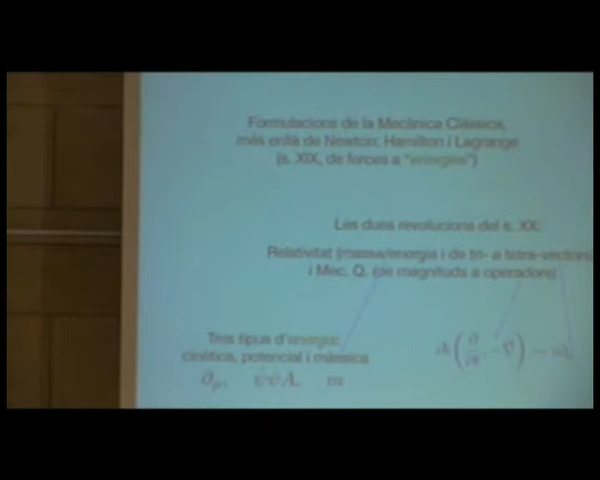 Formulacions de la Mecànica Clàssica,
més enllà de Newton: Hamilton i Lagrange
(s. XIX, de forces a "energies")
Les dues revolucions del s. XX:
Relativitat (massa/energia i de tri- a tetra-vectors)
i Mec. Q. (de magnituds a operadors)
Tres tipus d'energia:
cinètica, potencial i màssica
∂μ, ψ̄ψA, m